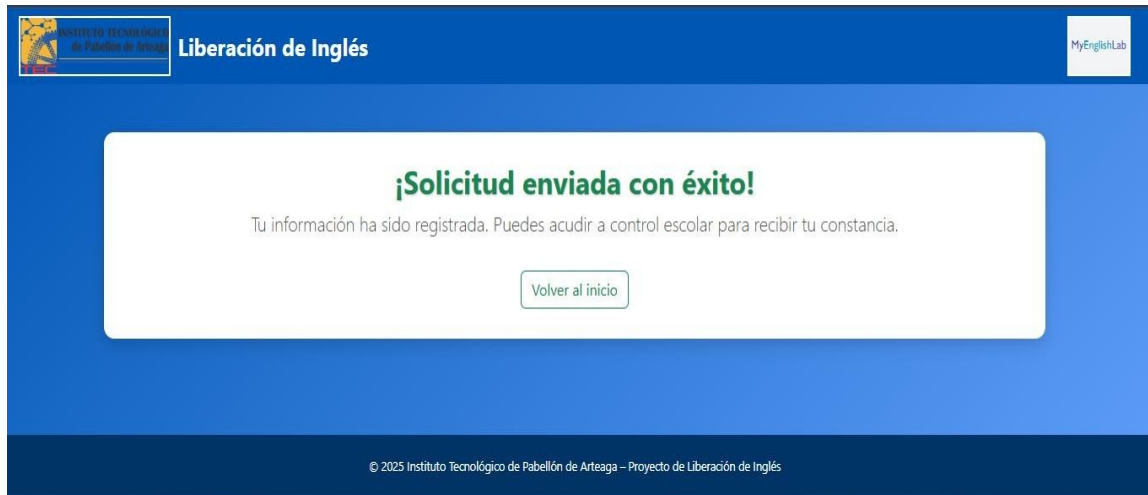 INSTITUTO TECNOLÓGICO
de Pabellón de Arteaga
TEC
Liberación de Inglés
MyEnglishLab
¡Solicitud enviada con éxito!
Tu información ha sido registrada. Puedes acudir a control escolar para recibir tu constancia.
Volver al inicio
© 2025 Instituto Tecnológico de Pabellón de Arteaga – Proyecto de Liberación de Inglés